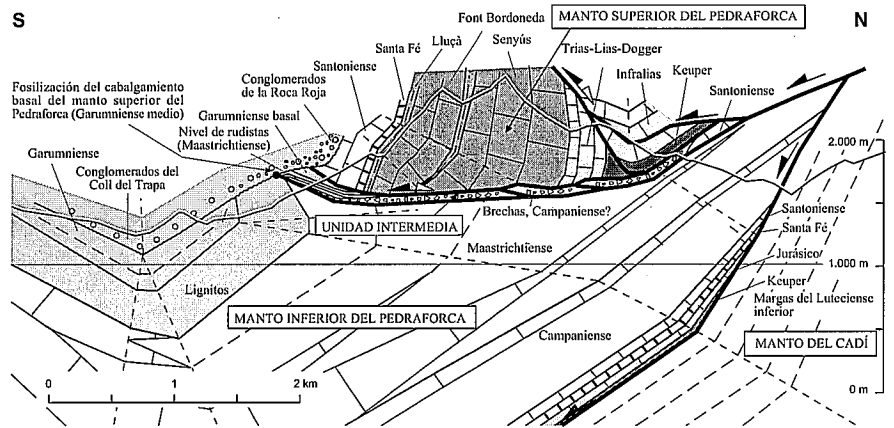 S
N
Font Bordoneda
MANTO SUPERIOR DEL PEDRAFORCA
Lluçà
Senyús
Santa Fé
Santoniense
Trias-Lias-Dogger
Infralias
Keuper
Santoniense
Fosilización del cabalgamiento
basal del manto superior del
Pedraforca (Garumniense medio)
Conglomerados
de la Roca Roja
Garumniense basal
Nivel de rudistas
(Maastrichtiense)
Garumniense
Conglomerados del
Coll del Trapa
2.000 m
Brechas, Campaniense?
UNIDAD INTERMEDIA
Maastrichtiense
Santoniense
Santa Fé
Jurásico
1.000 m
Keuper
Lignitos
Margas del Luteciense
inferior
MANTO INFERIOR DEL PEDRAFORCA
Campaniense
MANTO DEL CADÍ
0
1
2 km
0 m